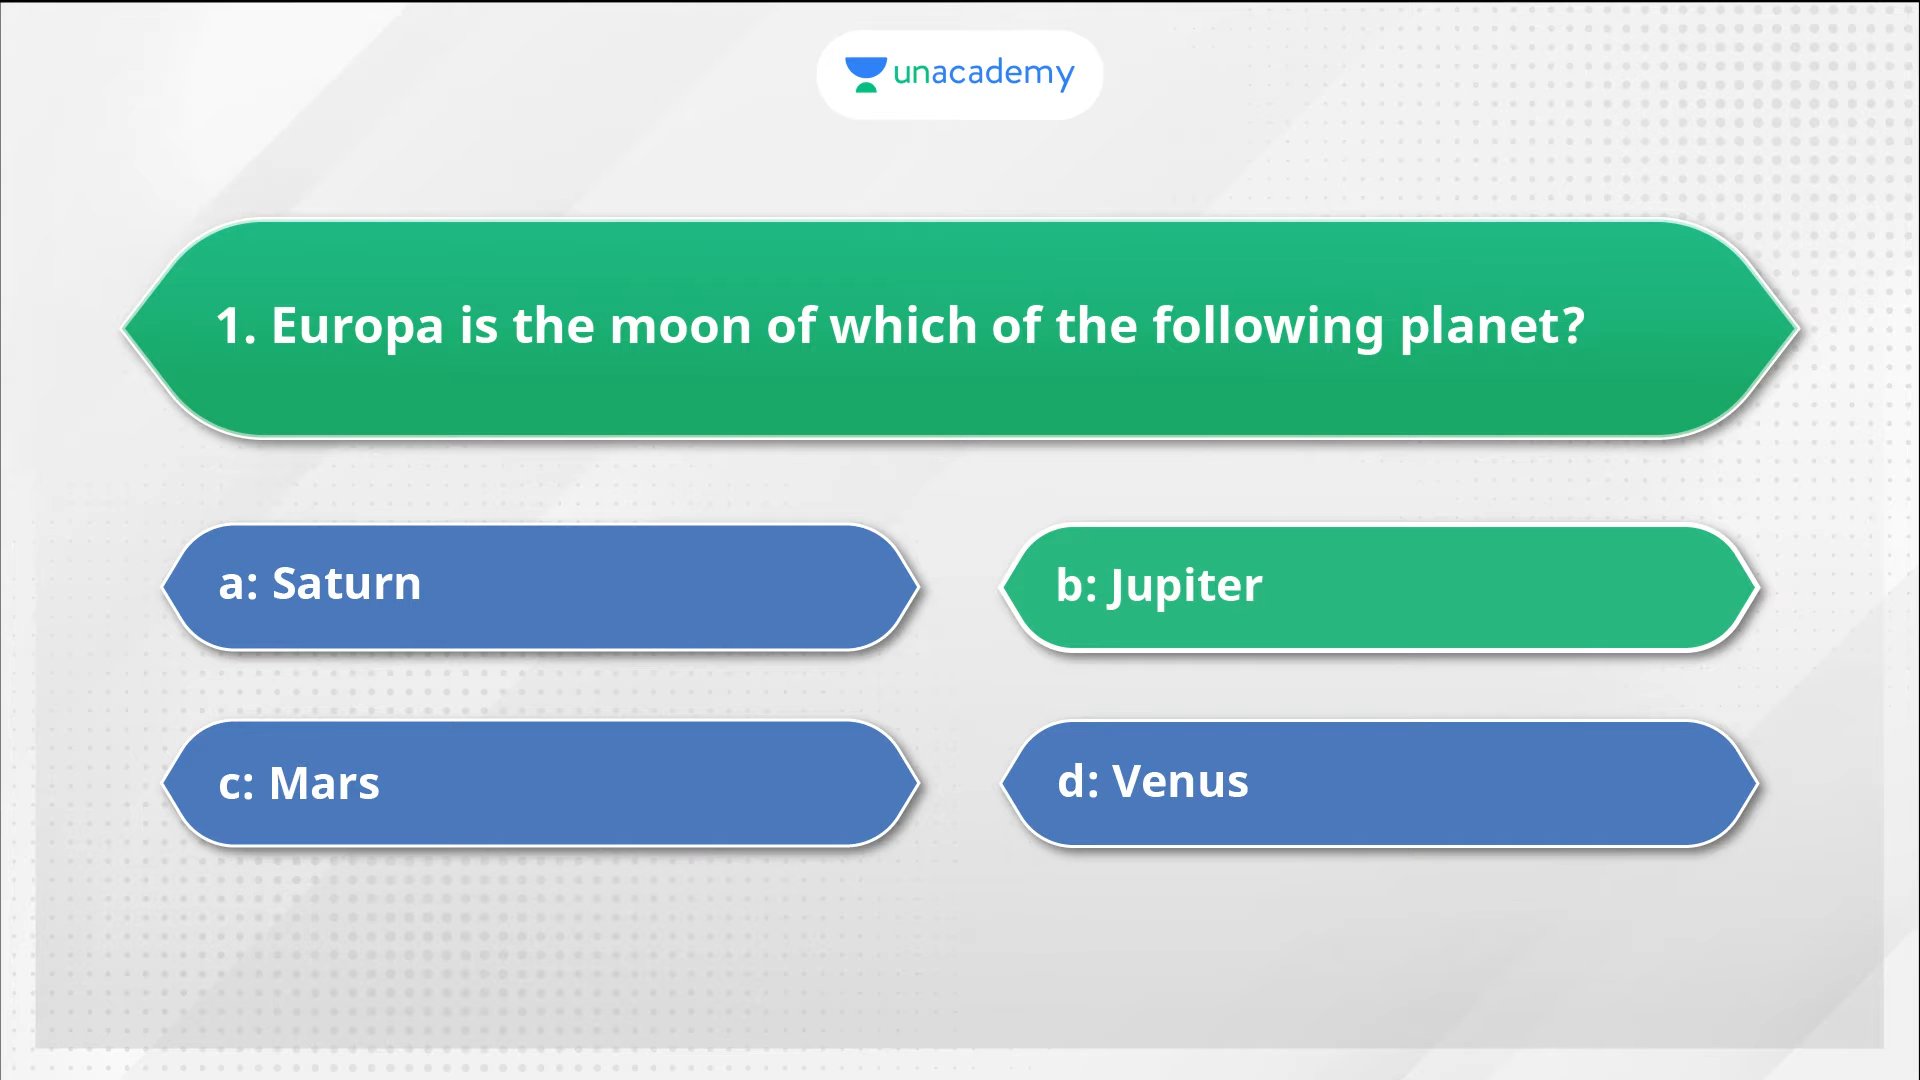 unacademy
1. Europa is the moon of which of the following planet?
a: Saturn
b: Jupiter
c: Mars
d: Venus